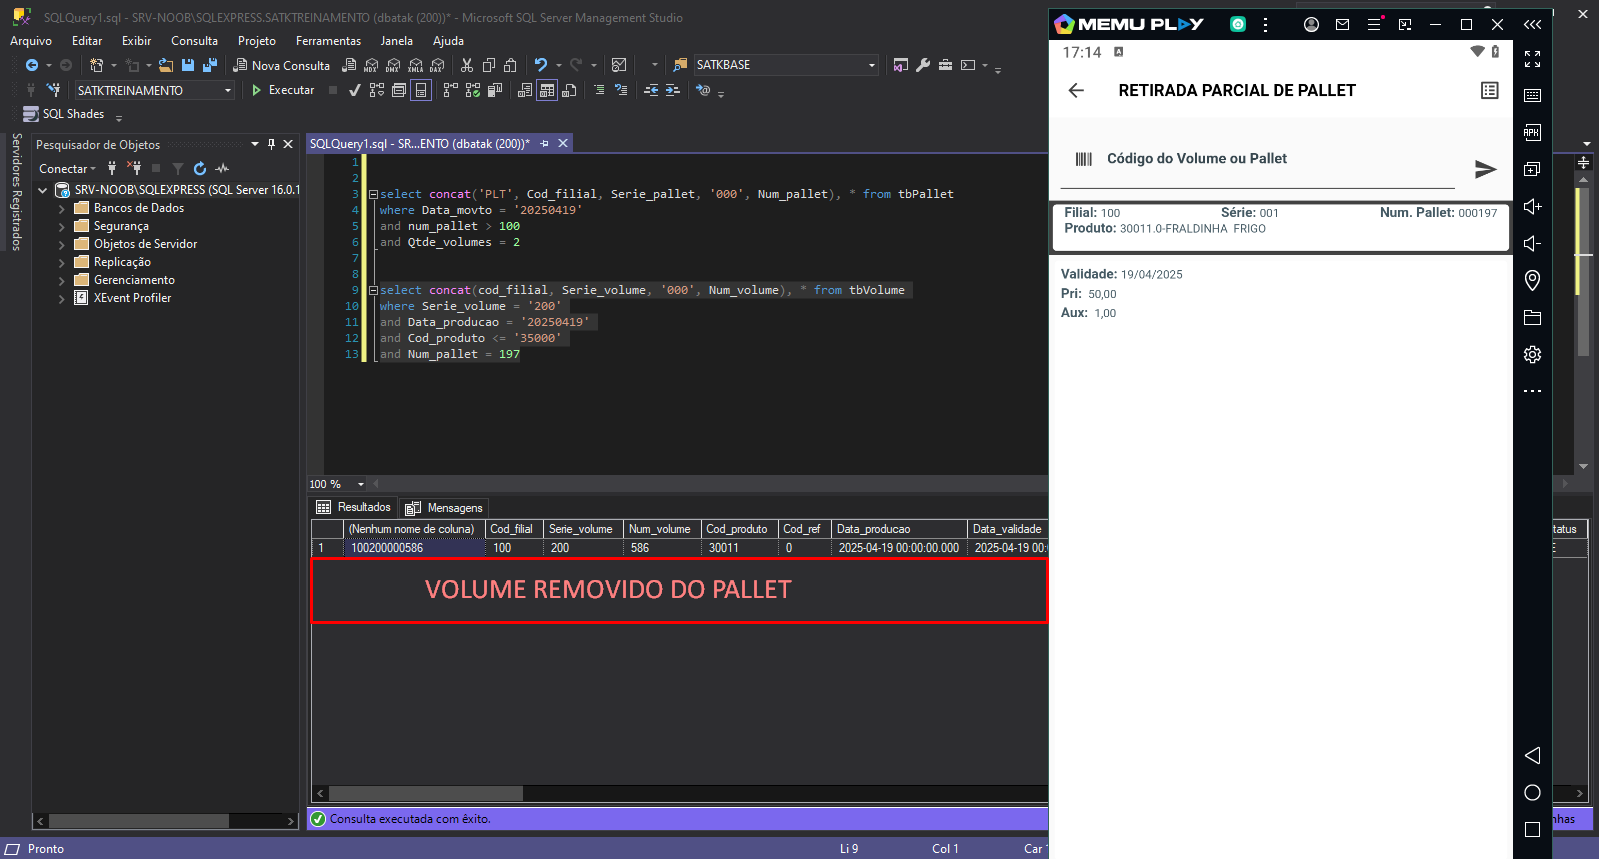 SQLQuery1.sql - SRV-NOOB\SQLEXPRESS.SATKTREINAMENTO (dbatak (200))* - Microsoft SQL Server Management Studio
Arquivo Editar Exibir Consulta Projeto Ferramentas Janela Ajuda
Nova Consulta MDX DMX XMLA DAX SATKBASE
SATKTREINAMENTO Executar
SQL Shades
Servidores Registrados
Pesquisador de Objetos
Conectar
SRV-NOOB\SQLEXPRESS (SQL Server 16.0.1
Bancos de Dados
Segurança
Objetos de Servidor
Replicação
Gerenciamento
XEvent Profiler
SQLQuery1.sql - SR...ENTO (dbatak (200))*
1
2
3 select concat('PLT', Cod_filial, Serie_pallet, '000', Num_pallet), * from tbPallet
4 where Data_movto = '20250419'
5 and num_pallet > 100
6 and Qtde_volumes = 2
7
8
9 select concat(cod_filial, Serie_volume, '000', Num_volume), * from tbVolume
10 where Serie_volume = '200'
11 and Data_producao = '20250419'
12 and Cod_produto <= '35000'
13 and Num_pallet = 197
100 %
Resultados Mensagens
(Nenhum nome de coluna) Cod_filial Serie_volume Num_volume Cod_produto Cod_ref Data_producao Data_validade tatus
1 100200000586 100 200 586 30011 0 2025-04-19 00:00:00.000 2025-04-19 00: E
VOLUME REMOVIDO DO PALLET
Consulta executada com êxito. nhas
Pronto Li 9 Col 1 Car 1
MEMU PLAY
17:14 A
RETIRADA PARCIAL DE PALLET
Código do Volume ou Pallet
Filial: 100 Série: 001 Num. Pallet: 000197
Produto: 30011.0-FRALDINHA FRIGO
Validade: 19/04/2025
Pri: 50,00
Aux: 1,00
APK